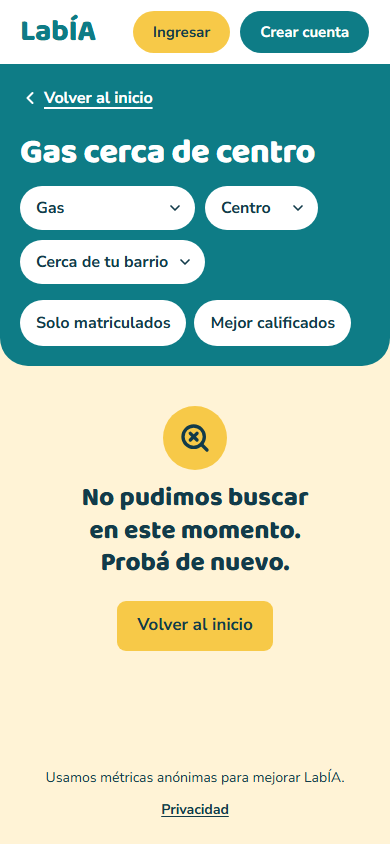 LabÍA
Ingresar
Crear cuenta
Volver al inicio
Gas cerca de centro
Gas
Centro
Cerca de tu barrio
Solo matriculados
Mejor calificados
No pudimos buscar
en este momento.
Probá de nuevo.
Volver al inicio
Usamos métricas anónimas para mejorar LabÍA.
Privacidad